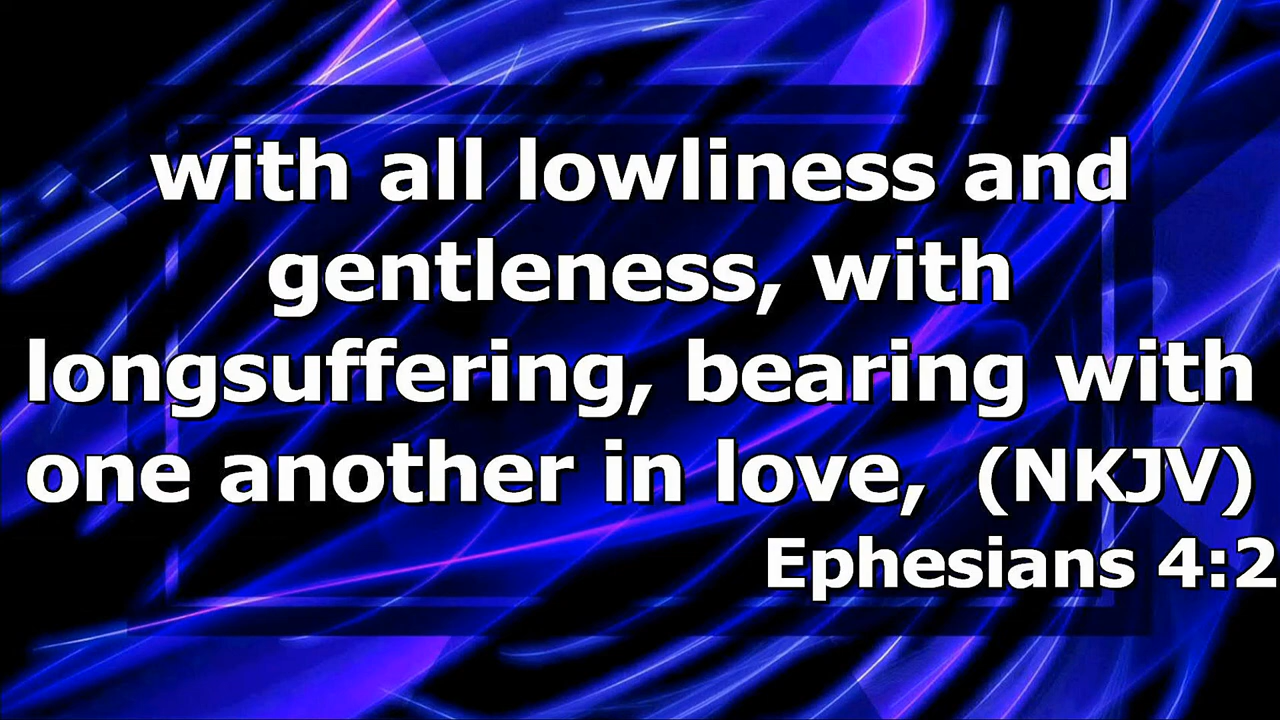 with all lowliness and
gentleness, with
longsuffering, bearing with
one another in love, (NKJV)
Ephesians 4:2